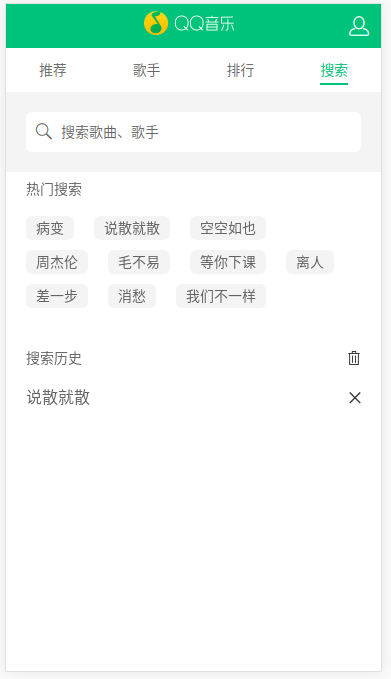 QQ音乐
推荐 歌手 排行 搜索
搜索歌曲、歌手
热门搜索
病变 说散就散 空空如也
周杰伦 毛不易 等你下课 离人
差一步 消愁 我们不一样
搜索历史
说散就散